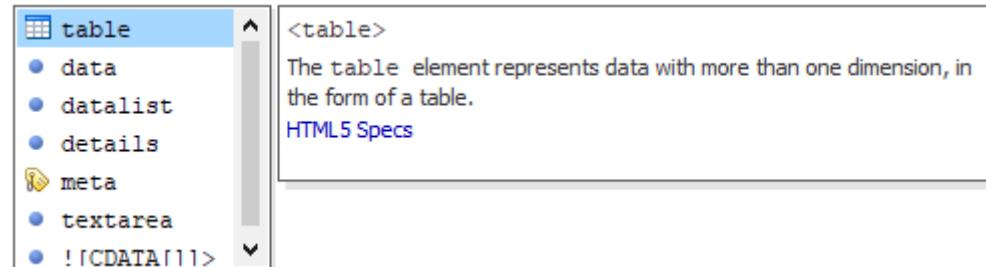 table
data
datalist
details
meta
textarea
![CDATA[]]>
<table>
The table element represents data with more than one dimension, in
the form of a table.
HTML5 Specs